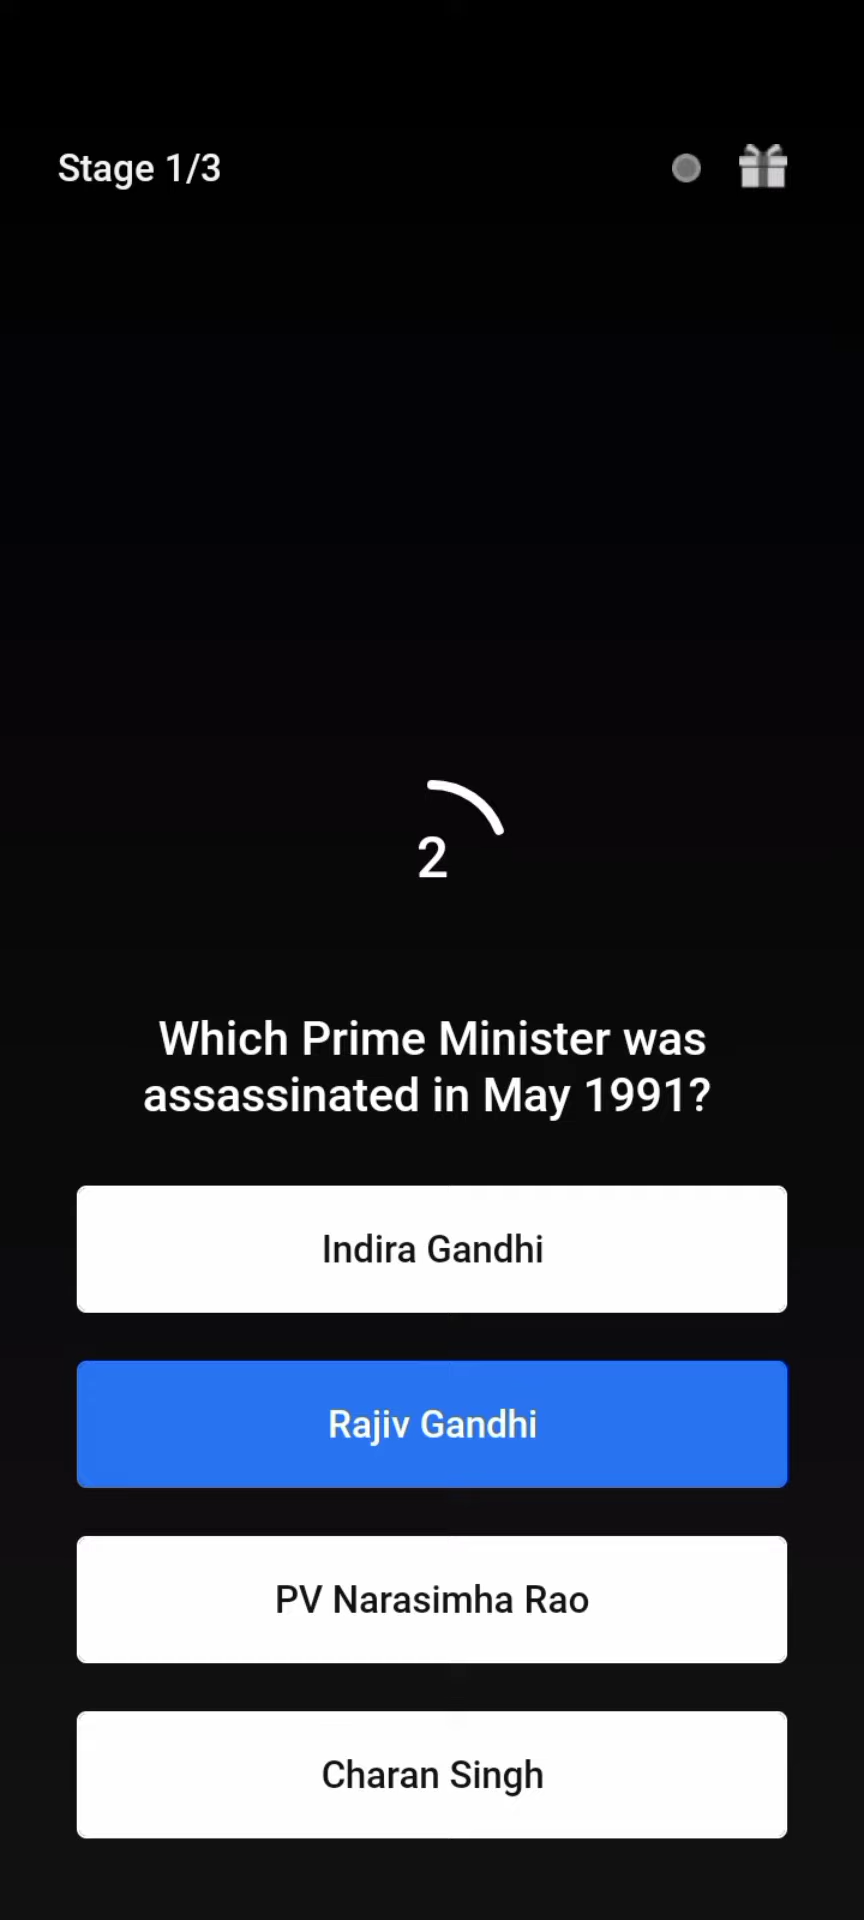 Stage 1/3
2
Which Prime Minister was
assassinated in May 1991?
Indira Gandhi
Rajiv Gandhi
PV Narasimha Rao
Charan Singh